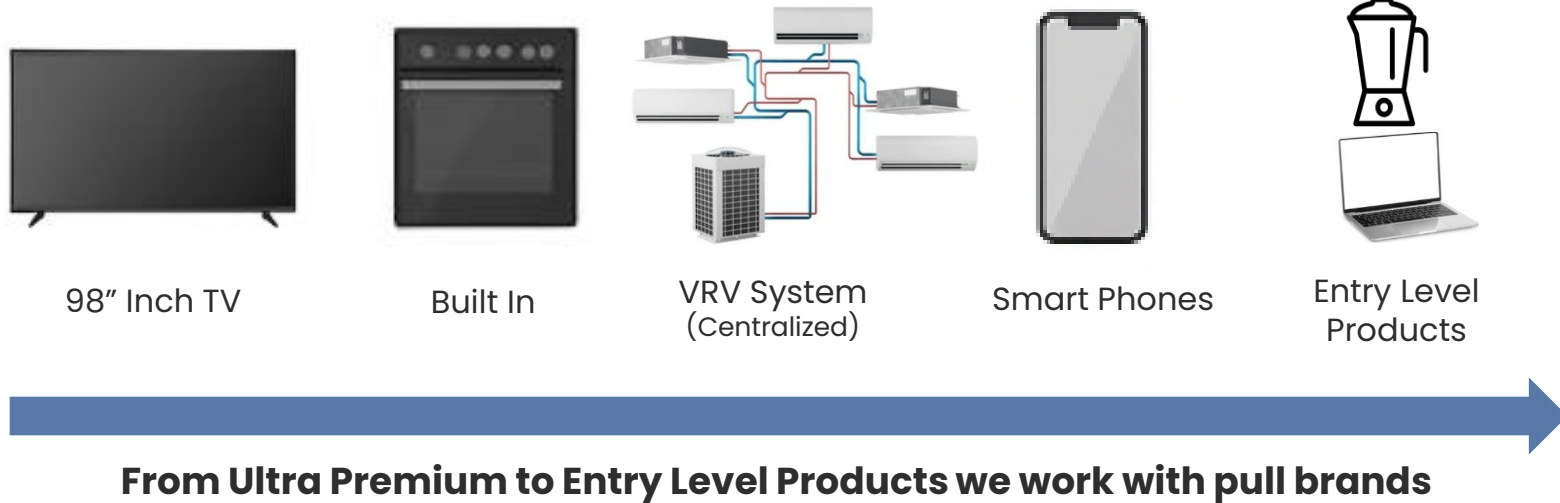 98” Inch TV
Built In
VRV System
(Centralized)
Smart Phones
Entry Level
Products
From Ultra Premium to Entry Level Products we work with pull brands